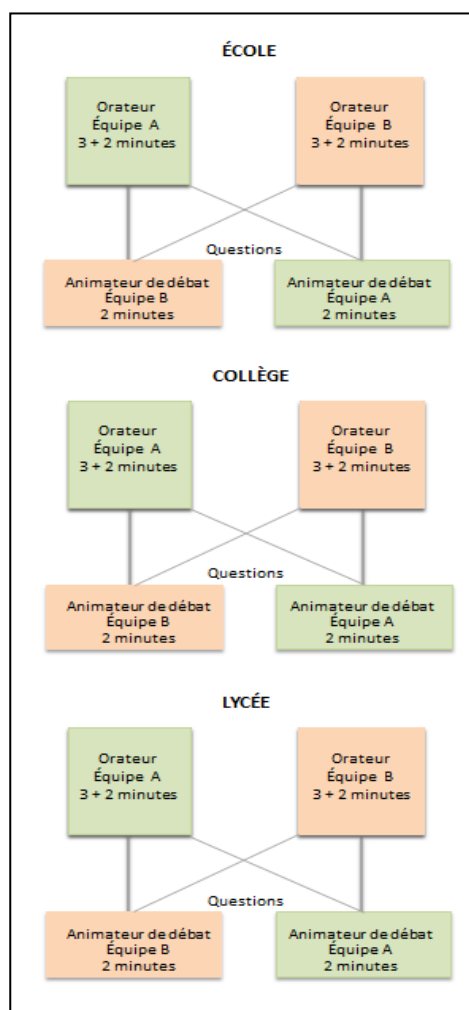 ÉCOLE
Orateur
Équipe A
3 + 2 minutes
Orateur
Équipe B
3 + 2 minutes
Questions
Animateur de débat
Équipe B
2 minutes
Animateur de débat
Équipe A
2 minutes
COLLÈGE
Orateur
Équipe A
3 + 2 minutes
Orateur
Équipe B
3 + 2 minutes
Questions
Animateur de débat
Équipe B
2 minutes
Animateur de débat
Équipe A
2 minutes
LYCÉE
Orateur
Équipe A
3 + 2 minutes
Orateur
Équipe B
3 + 2 minutes
Questions
Animateur de débat
Équipe B
2 minutes
Animateur de débat
Équipe A
2 minutes